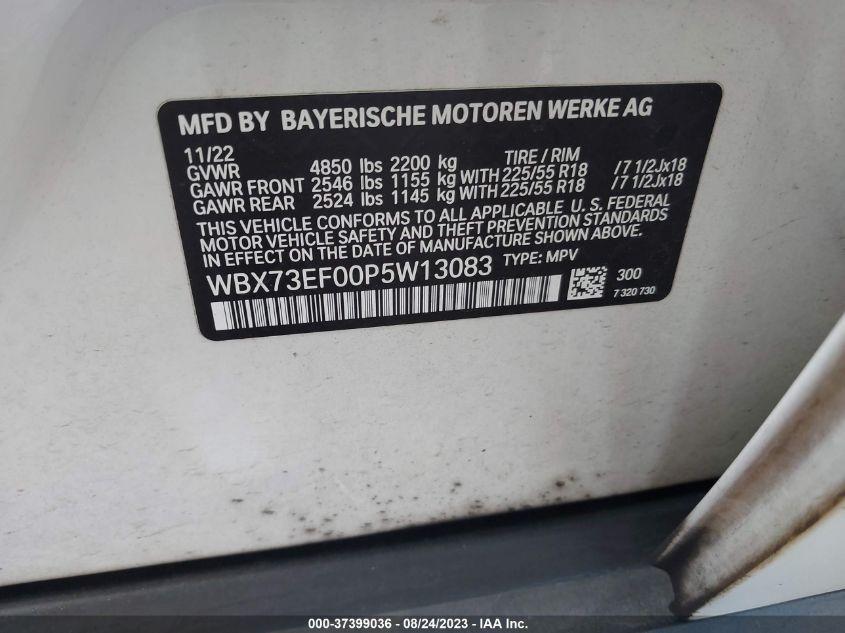 MFD BY BAYERISCHE MOTOREN WERKE AG
11/22 TIRE / RIM
GVWR 4850 lbs 2200 kg
GAWR FRONT 2546 lbs 1155 kg WITH 225/55 R18 /7 1/2Jx18
GAWR REAR 2524 lbs 1145 kg WITH 225/55 R18 /7 1/2Jx18
THIS VEHICLE CONFORMS TO ALL APPLICABLE U. S. FEDERAL
MOTOR VEHICLE SAFETY AND THEFT PREVENTION STANDARDS
IN EFFECT ON THE DATE OF MANUFACTURE SHOWN ABOVE.
WBX73EF00P5W13083 TYPE: MPV
300
7 320 730
000-37399036 - 08/24/2023 - IAA Inc.